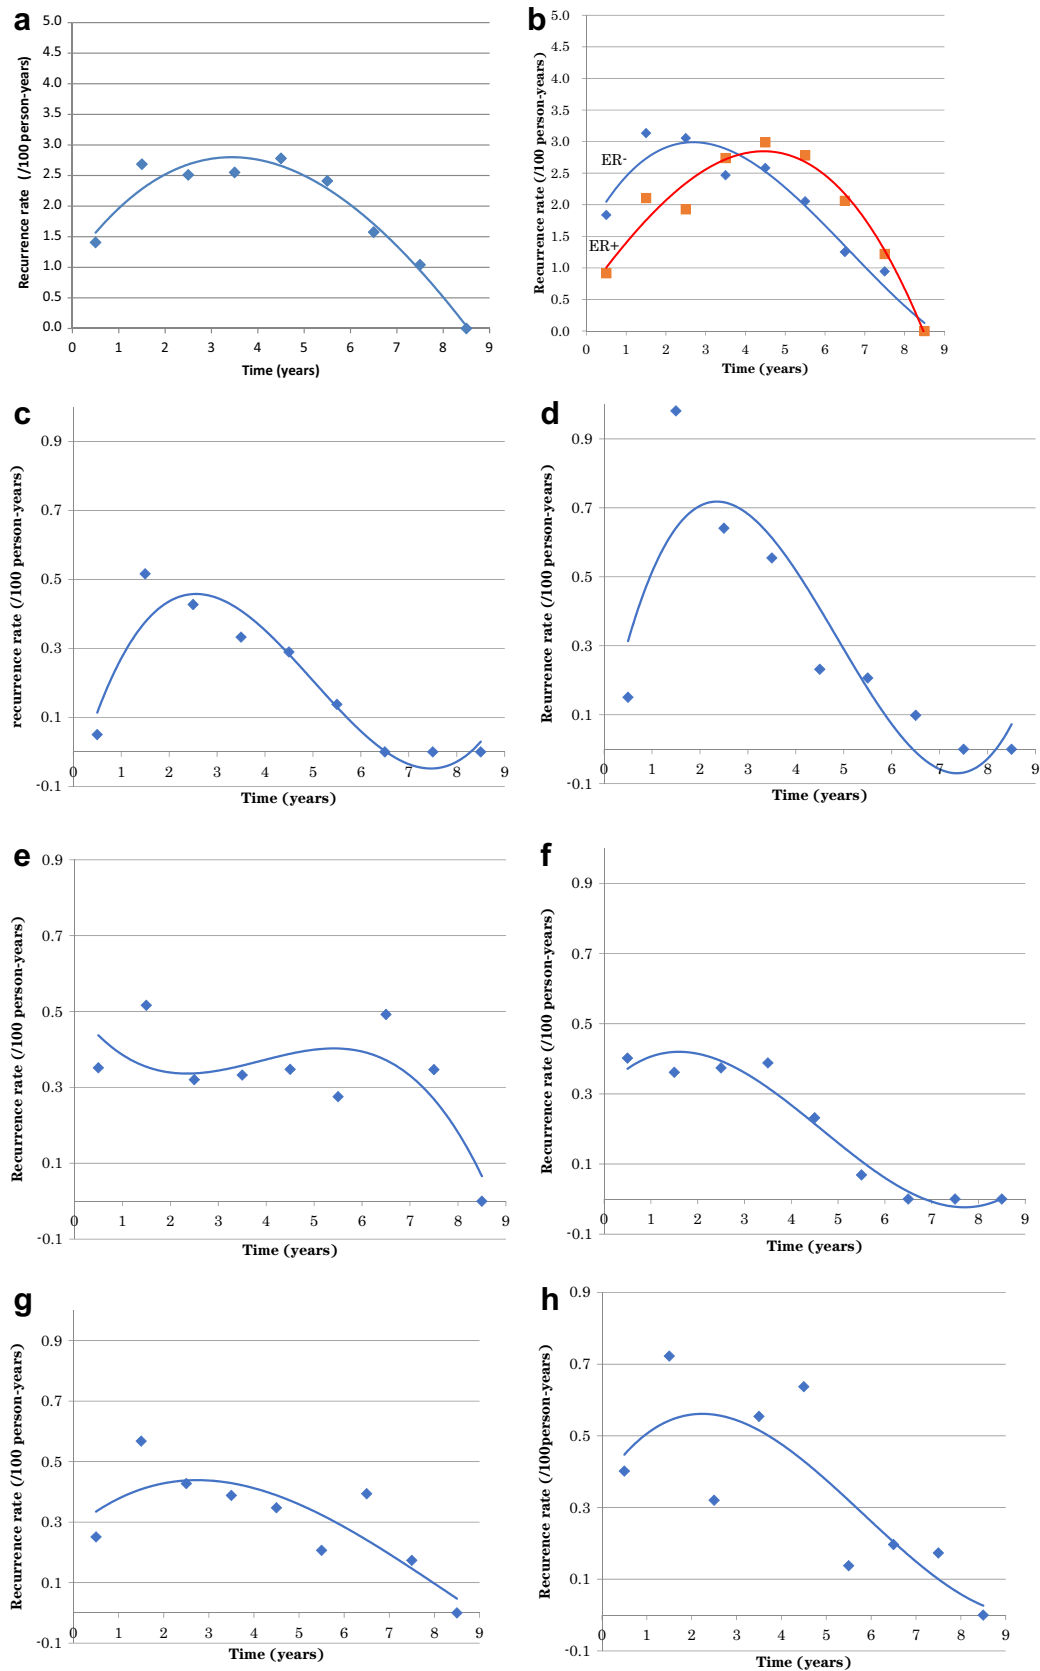 a
5.0
4.5
4.0
3.5
3.0
2.5
2.0
1.5
1.0
0.5
0.0
0 1 2 3 4 5 6 7 8 9
Recurrence rate (/100 person-years)
Time (years)
b
5.0
4.5
4.0
3.5
3.0
2.5
2.0
1.5
1.0
0.5
0.0
0 1 2 3 4 5 6 7 8 9
Recurrence rate (/100 person-years)
ER-
ER+
Time (years)
c
0.9
0.7
0.5
0.3
0.1
-0.1
0 1 2 3 4 5 6 7 8 9
recurrence rate (/100 person-years)
Time (years)
d
0.9
0.7
0.5
0.3
0.1
-0.1
0 1 2 3 4 5 6 7 8 9
Reurrence rate (/100 person-years)
Time (years)
e
0.9
0.7
0.5
0.3
0.1
-0.1
0 1 2 3 4 5 6 7 8 9
Recurrence rate (/100 person-years)
Time (years)
f
0.9
0.7
0.5
0.3
0.1
-0.1
0 1 2 3 4 5 6 7 8 9
Recurrence rate (/100 person-years)
Time (years)
g
0.9
0.7
0.5
0.3
0.1
-0.1
0 1 2 3 4 5 6 7 8 9
Recurrence rate (/100 person-years)
Time (years)
h
0.9
0.7
0.5
0.3
0.1
-0.1
0 1 2 3 4 5 6 7 8 9
Recurence rate (/100person-years)
Time (years)